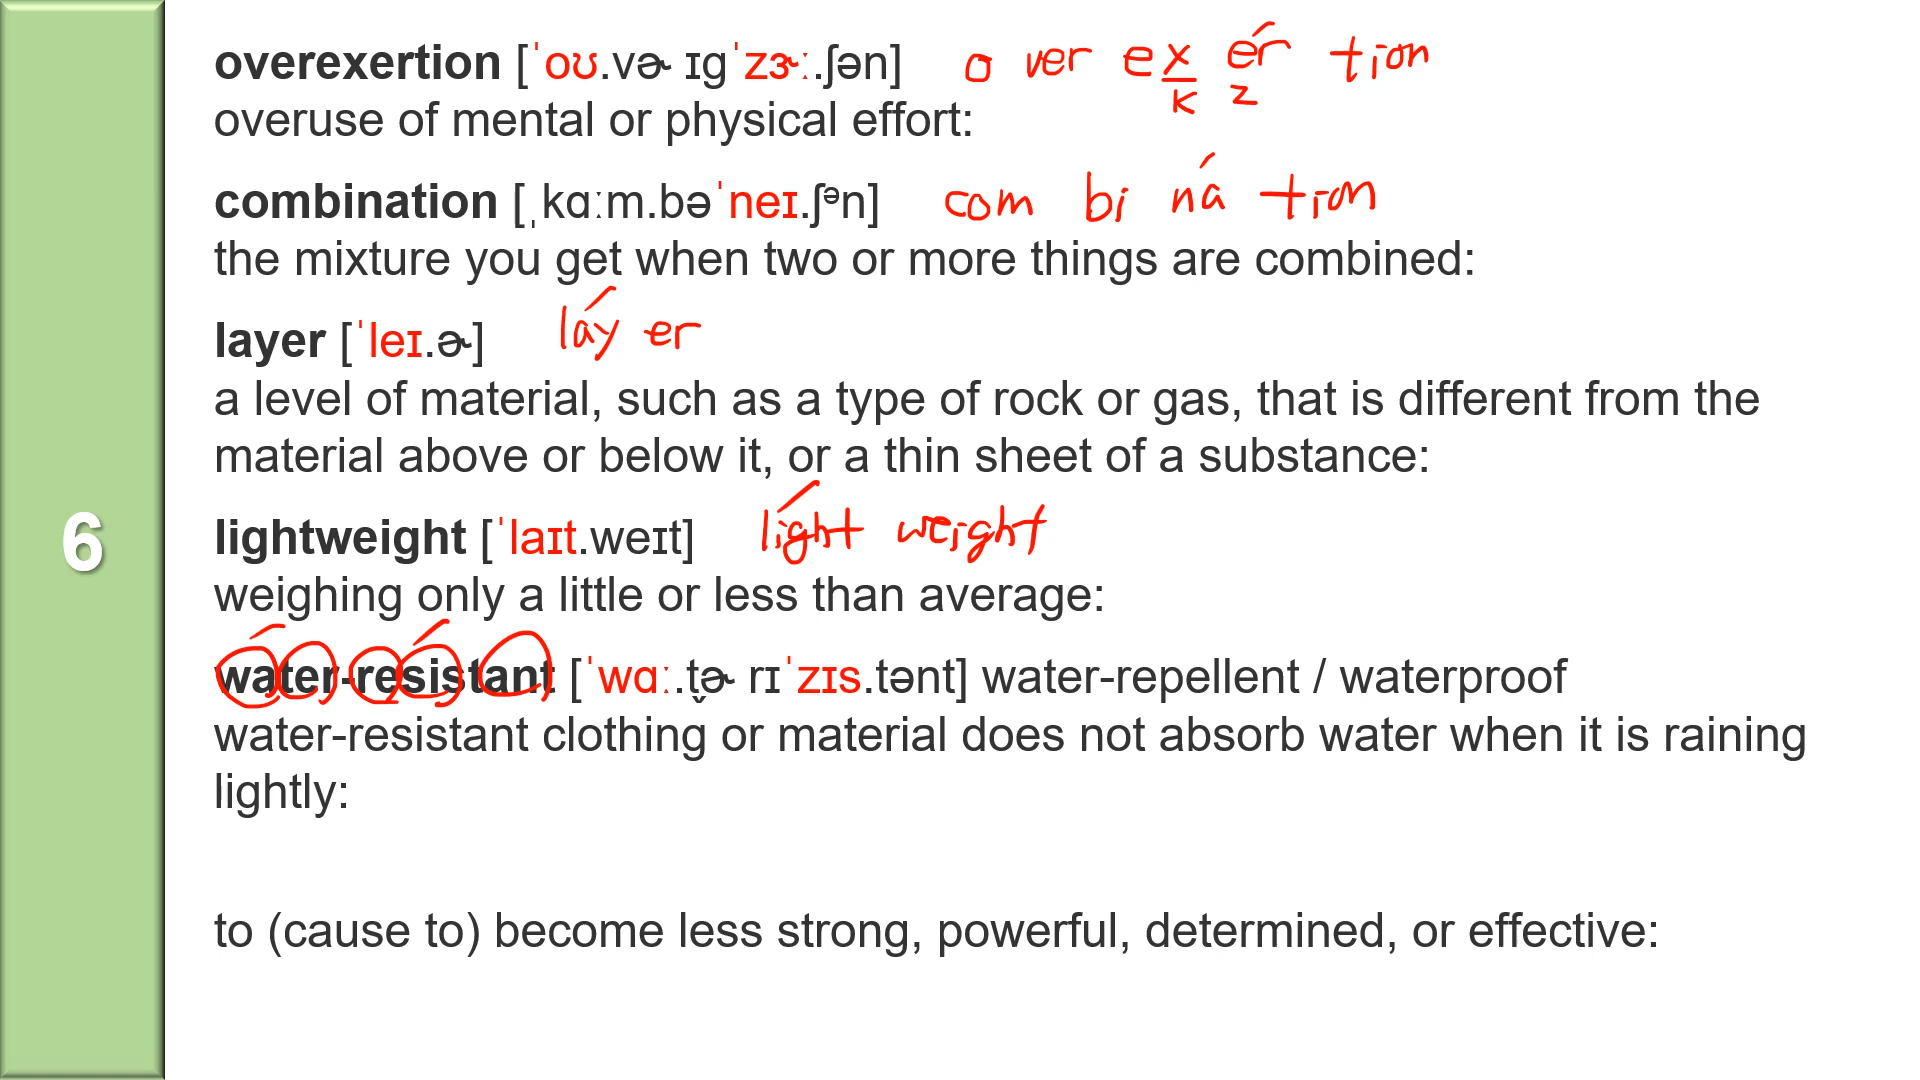 overexertion [ˈoʊ.vɚ ɪgˈzɝː.ʃən] o ver ex ér tion
k z
overuse of mental or physical effort:
combination [ˌkɑːm.bəˈneɪ.ʃᵊn] com bi ná tion
the mixture you get when two or more things are combined:
layer [ˈleɪ.ɚ] láy er
a level of material, such as a type of rock or gas, that is different from the
material above or below it, or a thin sheet of a substance:
6
lightweight [ˈlaɪt.weɪt] líght weight
weighing only a little or less than average:
water-resistant [ˈwɑː.t̬ɚ rɪˈzɪs.tənt] water-repellent / waterproof
water-resistant clothing or material does not absorb water when it is raining
lightly:
to (cause to) become less strong, powerful, determined, or effective: